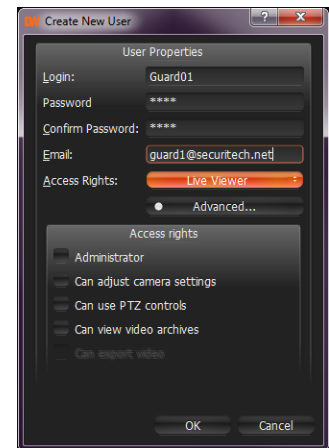 Create New User
User Properties
Login: Guard01
Password ****
Confirm Password: ****
Email: guard1@securitech.net
Access Rights: Live Viewer
Advanced...
Access rights
Administrator
Can adjust camera settings
Can use PTZ controls
Can view video archives
Can export video
OK Cancel